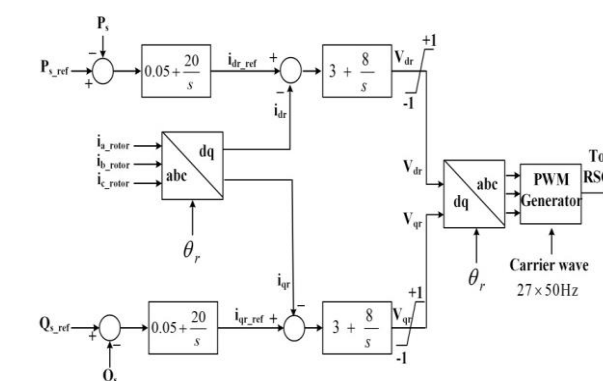 P_s
P_s_ref
−
+
0.05+ 20/s
i_dr_ref
+
−
i_dr
3 + 8/s
V_dr
+1
-1
i_a_rotor
i_b_rotor
i_c_rotor
dq
abc
θ_r
V_dr
V_qr
abc
dq
θ_r
PWM
Generator
To
RSC
Carrier wave
27×50Hz
i_qr
Q_s_ref
+
−
Q_s
0.05+ 20/s
i_qr_ref
+
−
3 + 8/s
V_qr
+1
-1